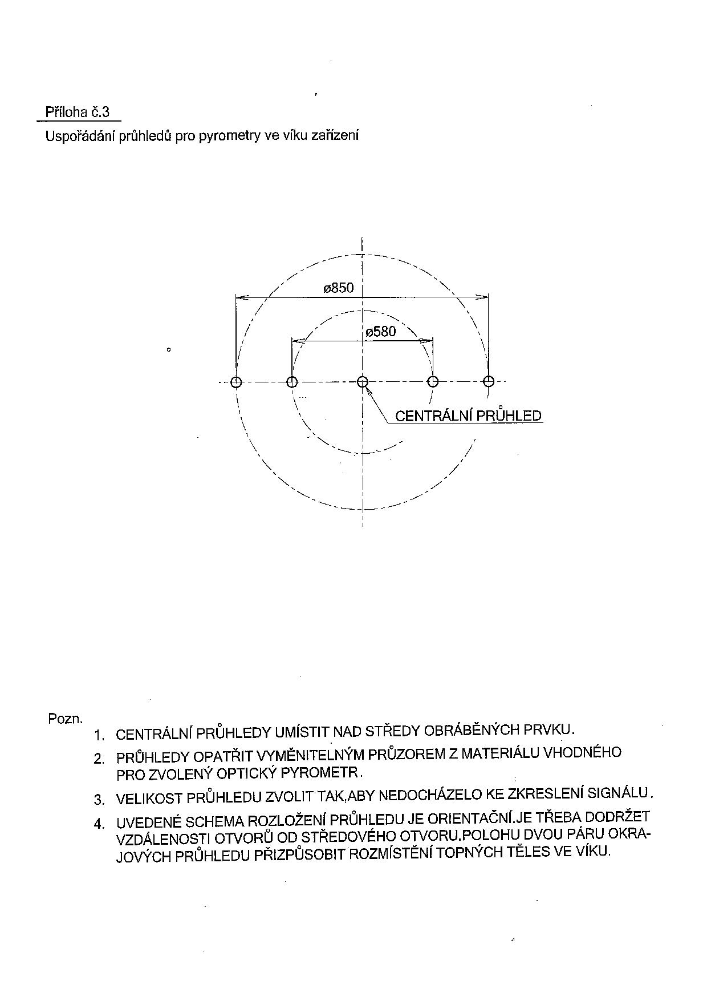 Příloha č.3
Uspořádání průhledů pro pyrometry ve víku zařízení
ø850
ø580
CENTRÁLNÍ PRŮHLED
Pozn.
1. CENTRÁLNÍ PRŮHLEDY UMÍSTIT NAD STŘEDY OBRÁBĚNÝCH PRVKU.
2. PRŮHLEDY OPATŘIT VYMĚNITELNÝM PRŮZOREM Z MATERIÁLU VHODNÉHO
PRO ZVOLENÝ OPTICKÝ PYROMETR.
3. VELIKOST PRŮHLEDU ZVOLIT TAK,ABY NEDOCHÁZELO KE ZKRESLENÍ SIGNÁLU.
4. UVEDENÉ SCHEMA ROZLOŽENÍ PRŮHLEDU JE ORIENTAČNÍ.JE TŘEBA DODRŽET
VZDÁLENOSTI OTVORŮ OD STŘEDOVÉHO OTVORU.POLOHU DVOU PÁRU OKRA-
JOVÝCH PRŮHLEDU PŘIZPŮSOBIT ROZMÍSTĚNÍ TOPNÝCH TĚLES VE VÍKU.